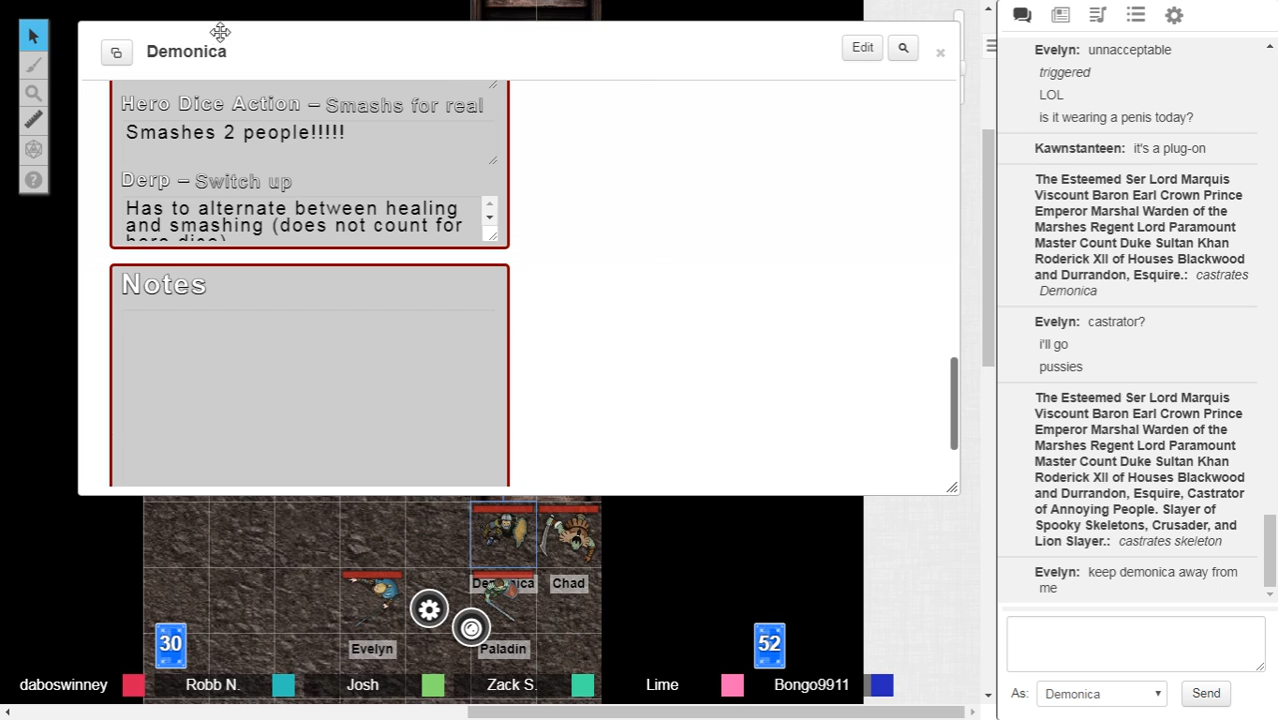 Demonica
Edit
Hero Dice Action – Smashs for real
Smashes 2 people!!!!!
Derp – Switch up
Has to alternate between healing
and smashing (does not count for
hero dice)
Notes
Demonica
Chad
Evelyn
Paladin
30
52
daboswinney
Robb N.
Josh
Zack S.
Lime
Bongo9911
Evelyn: unnacceptable
triggered
LOL
is it wearing a penis today?
Kawnstanteen: it's a plug-on
The Esteemed Ser Lord Marquis
Viscount Baron Earl Crown Prince
Emperor Marshal Warden of the
Marshes Regent Lord Paramount
Master Count Duke Sultan Khan
Roderick XII of Houses Blackwood
and Durrandon, Esquire.: castrates
Demonica
Evelyn: castrator?
i'll go
pussies
The Esteemed Ser Lord Marquis
Viscount Baron Earl Crown Prince
Emperor Marshal Warden of the
Marshes Regent Lord Paramount
Master Count Duke Sultan Khan
Roderick XII of Houses Blackwood
and Durrandon, Esquire, Castrator
of Annoying People. Slayer of
Spooky Skeletons, Crusader, and
Lion Slayer.: castrates skeleton
Evelyn: keep demonica away from
me
As: Demonica
Send